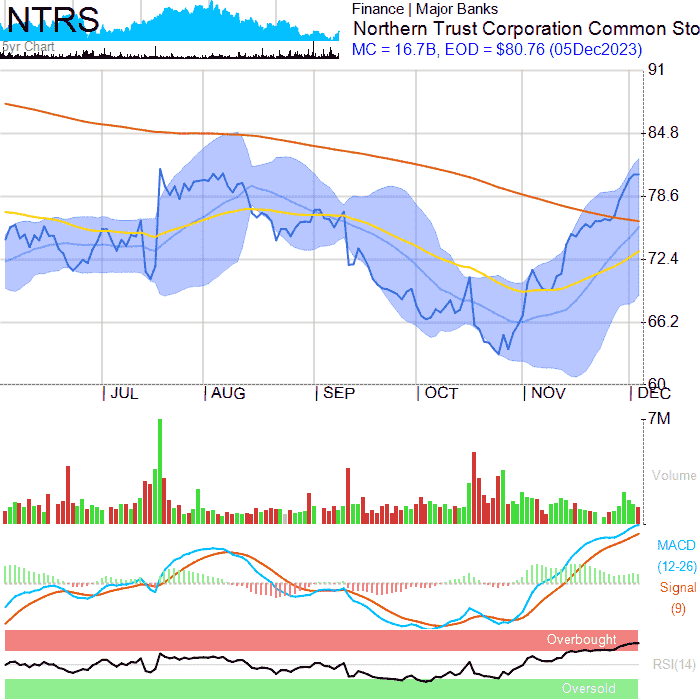 NTRS
5yr Chart
Finance | Major Banks
Northern Trust Corporation Common Sto
MC = 16.7B, EOD = $80.76 (05Dec2023)
91
84.8
78.6
72.4
66.2
60
JUL AUG SEP OCT NOV DEC
7M
Volume
MACD
(12-26)
Signal
(9)
Overbought
RSI(14)
Oversold